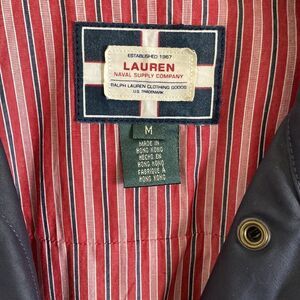 ESTABLISHED 1967
LAUREN
NAVAL SUPPLY COMPANY
RALPH LAUREN CLOTHING GOODS
U.S. TRADEMARK
M
MADE IN
HONG KONG
HECHO EN
HONG KONG
FABRIQUE A
HONG KONG